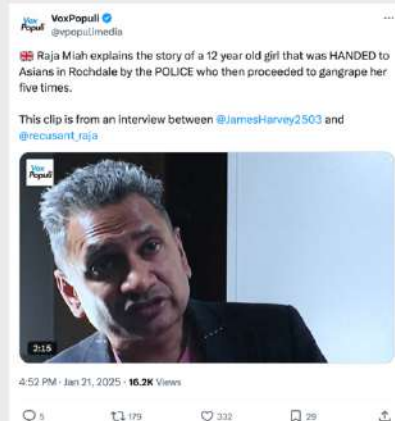 VoxPopuli
@vpopulimedia
🇬🇧 Raja Miah explains the story of a 12 year old girl that was HANDED to
Asians in Rochdale by the POLICE who then proceeded to gangrape her
five times.
This clip is from an interview between @JamesHarvey2503 and
@recusant_raja
Vox
Populi
2:15
4:52 PM · Jan 21, 2025 · 16.2K Views
5 179 332 29